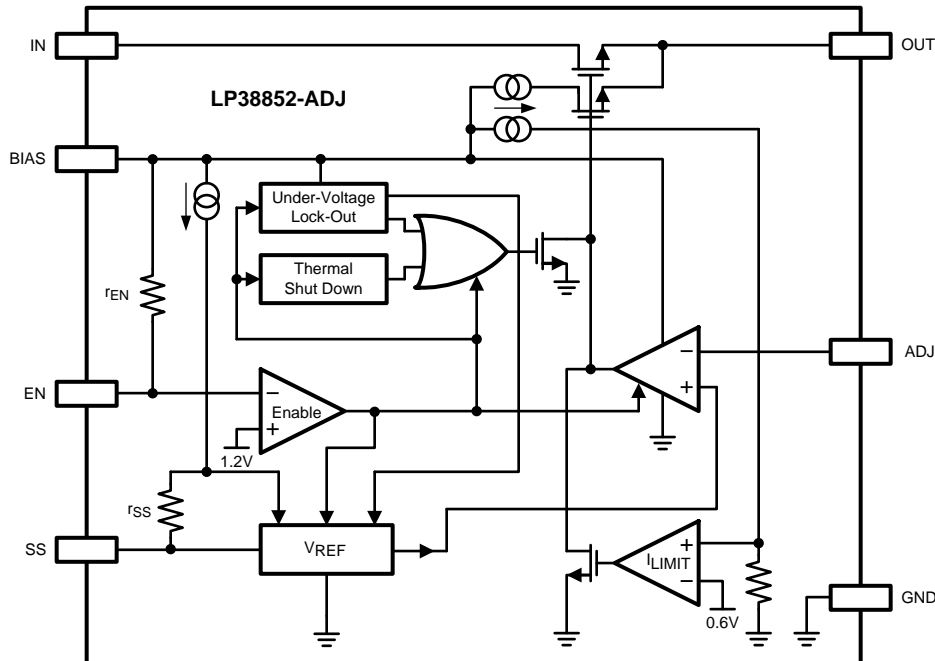 IN
OUT
LP38852-ADJ
BIAS
Under-Voltage
Lock-Out
Thermal
Shut Down
rEN
ADJ
EN
Enable
1.2V
rSS
SS
VREF
ILIMIT
0.6V
GND